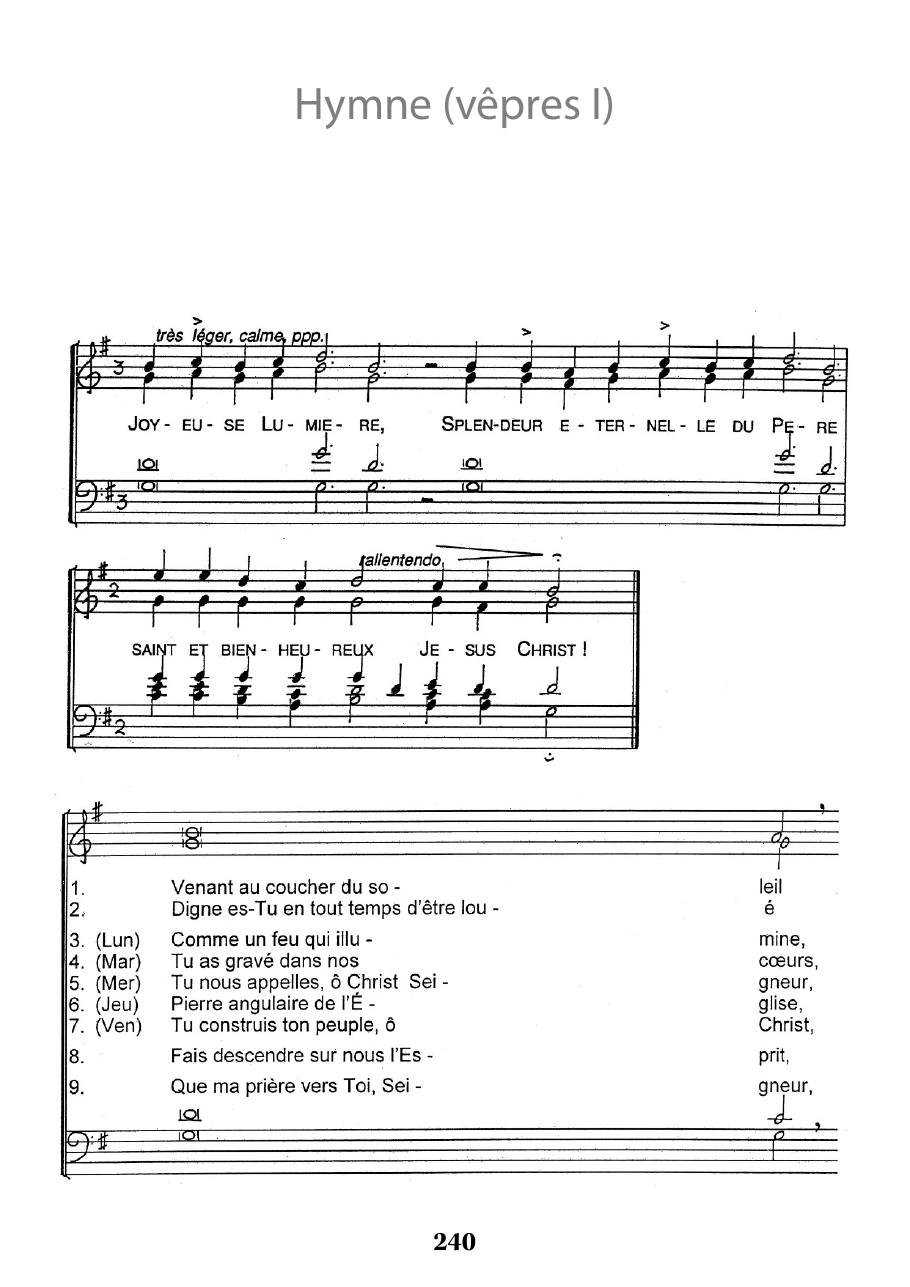 Hymne (vêpres I)
très léger, calme, ppp.
3
JOY - EU - SE LU - MIE - RE, SPLEN-DEUR E - TER - NEL - LE DU PE - RE
3
rallentendo
2
SAINT ET BIEN - HEU - REUX JE - SUS CHRIST !
2
1. Venant au coucher du so - leil
2. Digne es-Tu en tout temps d'être lou - é
3. (Lun) Comme un feu qui illu - mine,
4. (Mar) Tu as gravé dans nos cœurs,
5. (Mer) Tu nous appelles, ô Christ Sei - gneur,
6. (Jeu) Pierre angulaire de l'É - glise,
7. (Ven) Tu construis ton peuple, ô Christ,
8. Fais descendre sur nous l'Es - prit,
9. Que ma prière vers Toi, Sei - gneur,
240